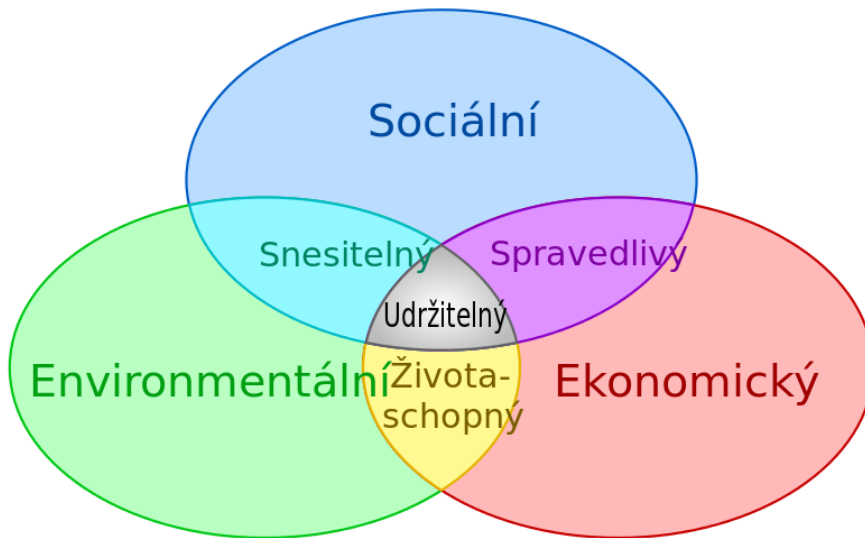 Sociální
Snesitelný
Spravedlivý
Udržitelný
Environmentální
Života-
schopný
Ekonomický